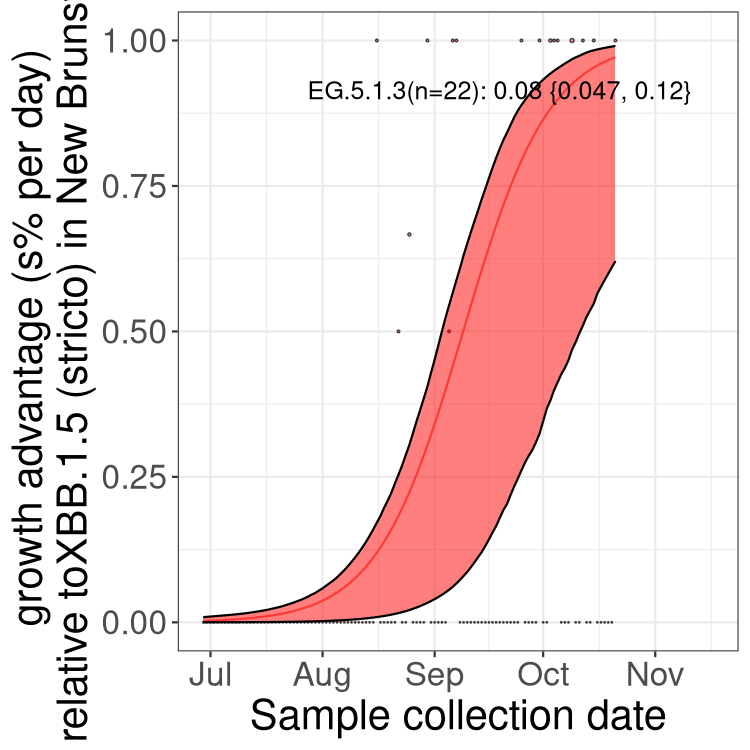 growth advantage (s% per day)
relative toXBB.1.5 (stricto) in New Bruns
1.00
0.75
0.50
0.25
0.00
EG.5.1.3(n=22): 0.08 {0.047, 0.12}
Jul Aug Sep Oct Nov
Sample collection date